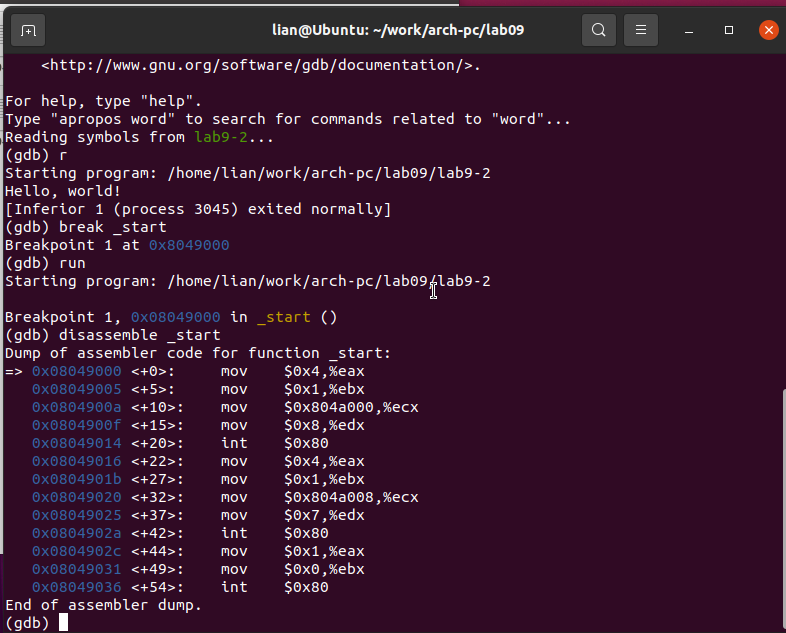 lian@Ubuntu: ~/work/arch-pc/lab09
<http://www.gnu.org/software/gdb/documentation/>.
For help, type "help".
Type "apropos word" to search for commands related to "word"...
Reading symbols from lab9-2...
(gdb) r
Starting program: /home/lian/work/arch-pc/lab09/lab9-2
Hello, world!
[Inferior 1 (process 3045) exited normally]
(gdb) break _start
Breakpoint 1 at 0x8049000
(gdb) run
Starting program: /home/lian/work/arch-pc/lab09/lab9-2
Breakpoint 1, 0x08049000 in _start ()
(gdb) disassemble _start
Dump of assembler code for function _start:
=> 0x08049000 <+0>:     mov    $0x4,%eax
   0x08049005 <+5>:     mov    $0x1,%ebx
   0x0804900a <+10>:    mov    $0x804a000,%ecx
   0x0804900f <+15>:    mov    $0x8,%edx
   0x08049014 <+20>:    int    $0x80
   0x08049016 <+22>:    mov    $0x4,%eax
   0x0804901b <+27>:    mov    $0x1,%ebx
   0x08049020 <+32>:    mov    $0x804a008,%ecx
   0x08049025 <+37>:    mov    $0x7,%edx
   0x0804902a <+42>:    int    $0x80
   0x0804902c <+44>:    mov    $0x1,%eax
   0x08049031 <+49>:    mov    $0x0,%ebx
   0x08049036 <+54>:    int    $0x80
End of assembler dump.
(gdb)